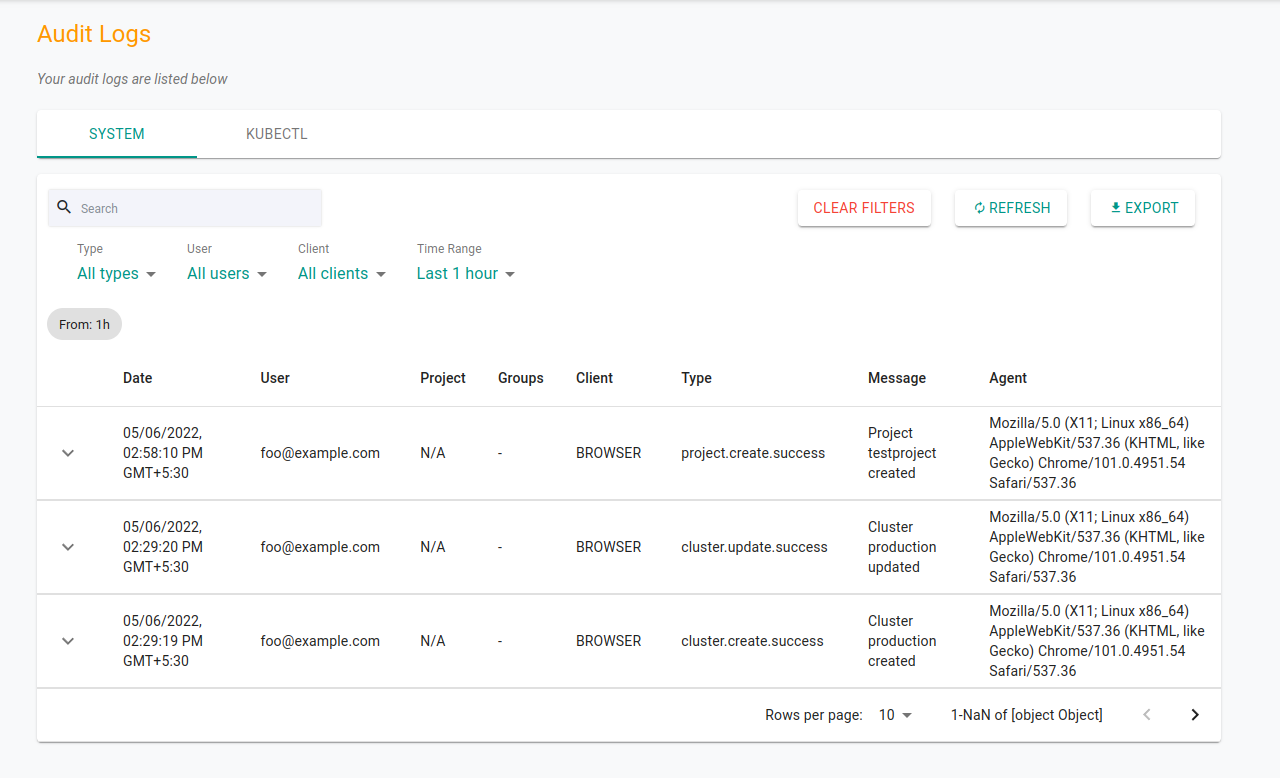 Audit Logs
Your audit logs are listed below
SYSTEM KUBECTL
Search CLEAR FILTERS REFRESH EXPORT
Type User Client Time Range
All types All users All clients Last 1 hour
From: 1h
Date User Project Groups Client Type Message Agent
05/06/2022, 02:58:10 PM GMT+5:30 foo@example.com N/A - BROWSER project.create.success Project testproject created Mozilla/5.0 (X11; Linux x86_64) AppleWebKit/537.36 (KHTML, like Gecko) Chrome/101.0.4951.54 Safari/537.36
05/06/2022, 02:29:20 PM GMT+5:30 foo@example.com N/A - BROWSER cluster.update.success Cluster production updated Mozilla/5.0 (X11; Linux x86_64) AppleWebKit/537.36 (KHTML, like Gecko) Chrome/101.0.4951.54 Safari/537.36
05/06/2022, 02:29:19 PM GMT+5:30 foo@example.com N/A - BROWSER cluster.create.success Cluster production created Mozilla/5.0 (X11; Linux x86_64) AppleWebKit/537.36 (KHTML, like Gecko) Chrome/101.0.4951.54 Safari/537.36
Rows per page: 10 1-NaN of [object Object]